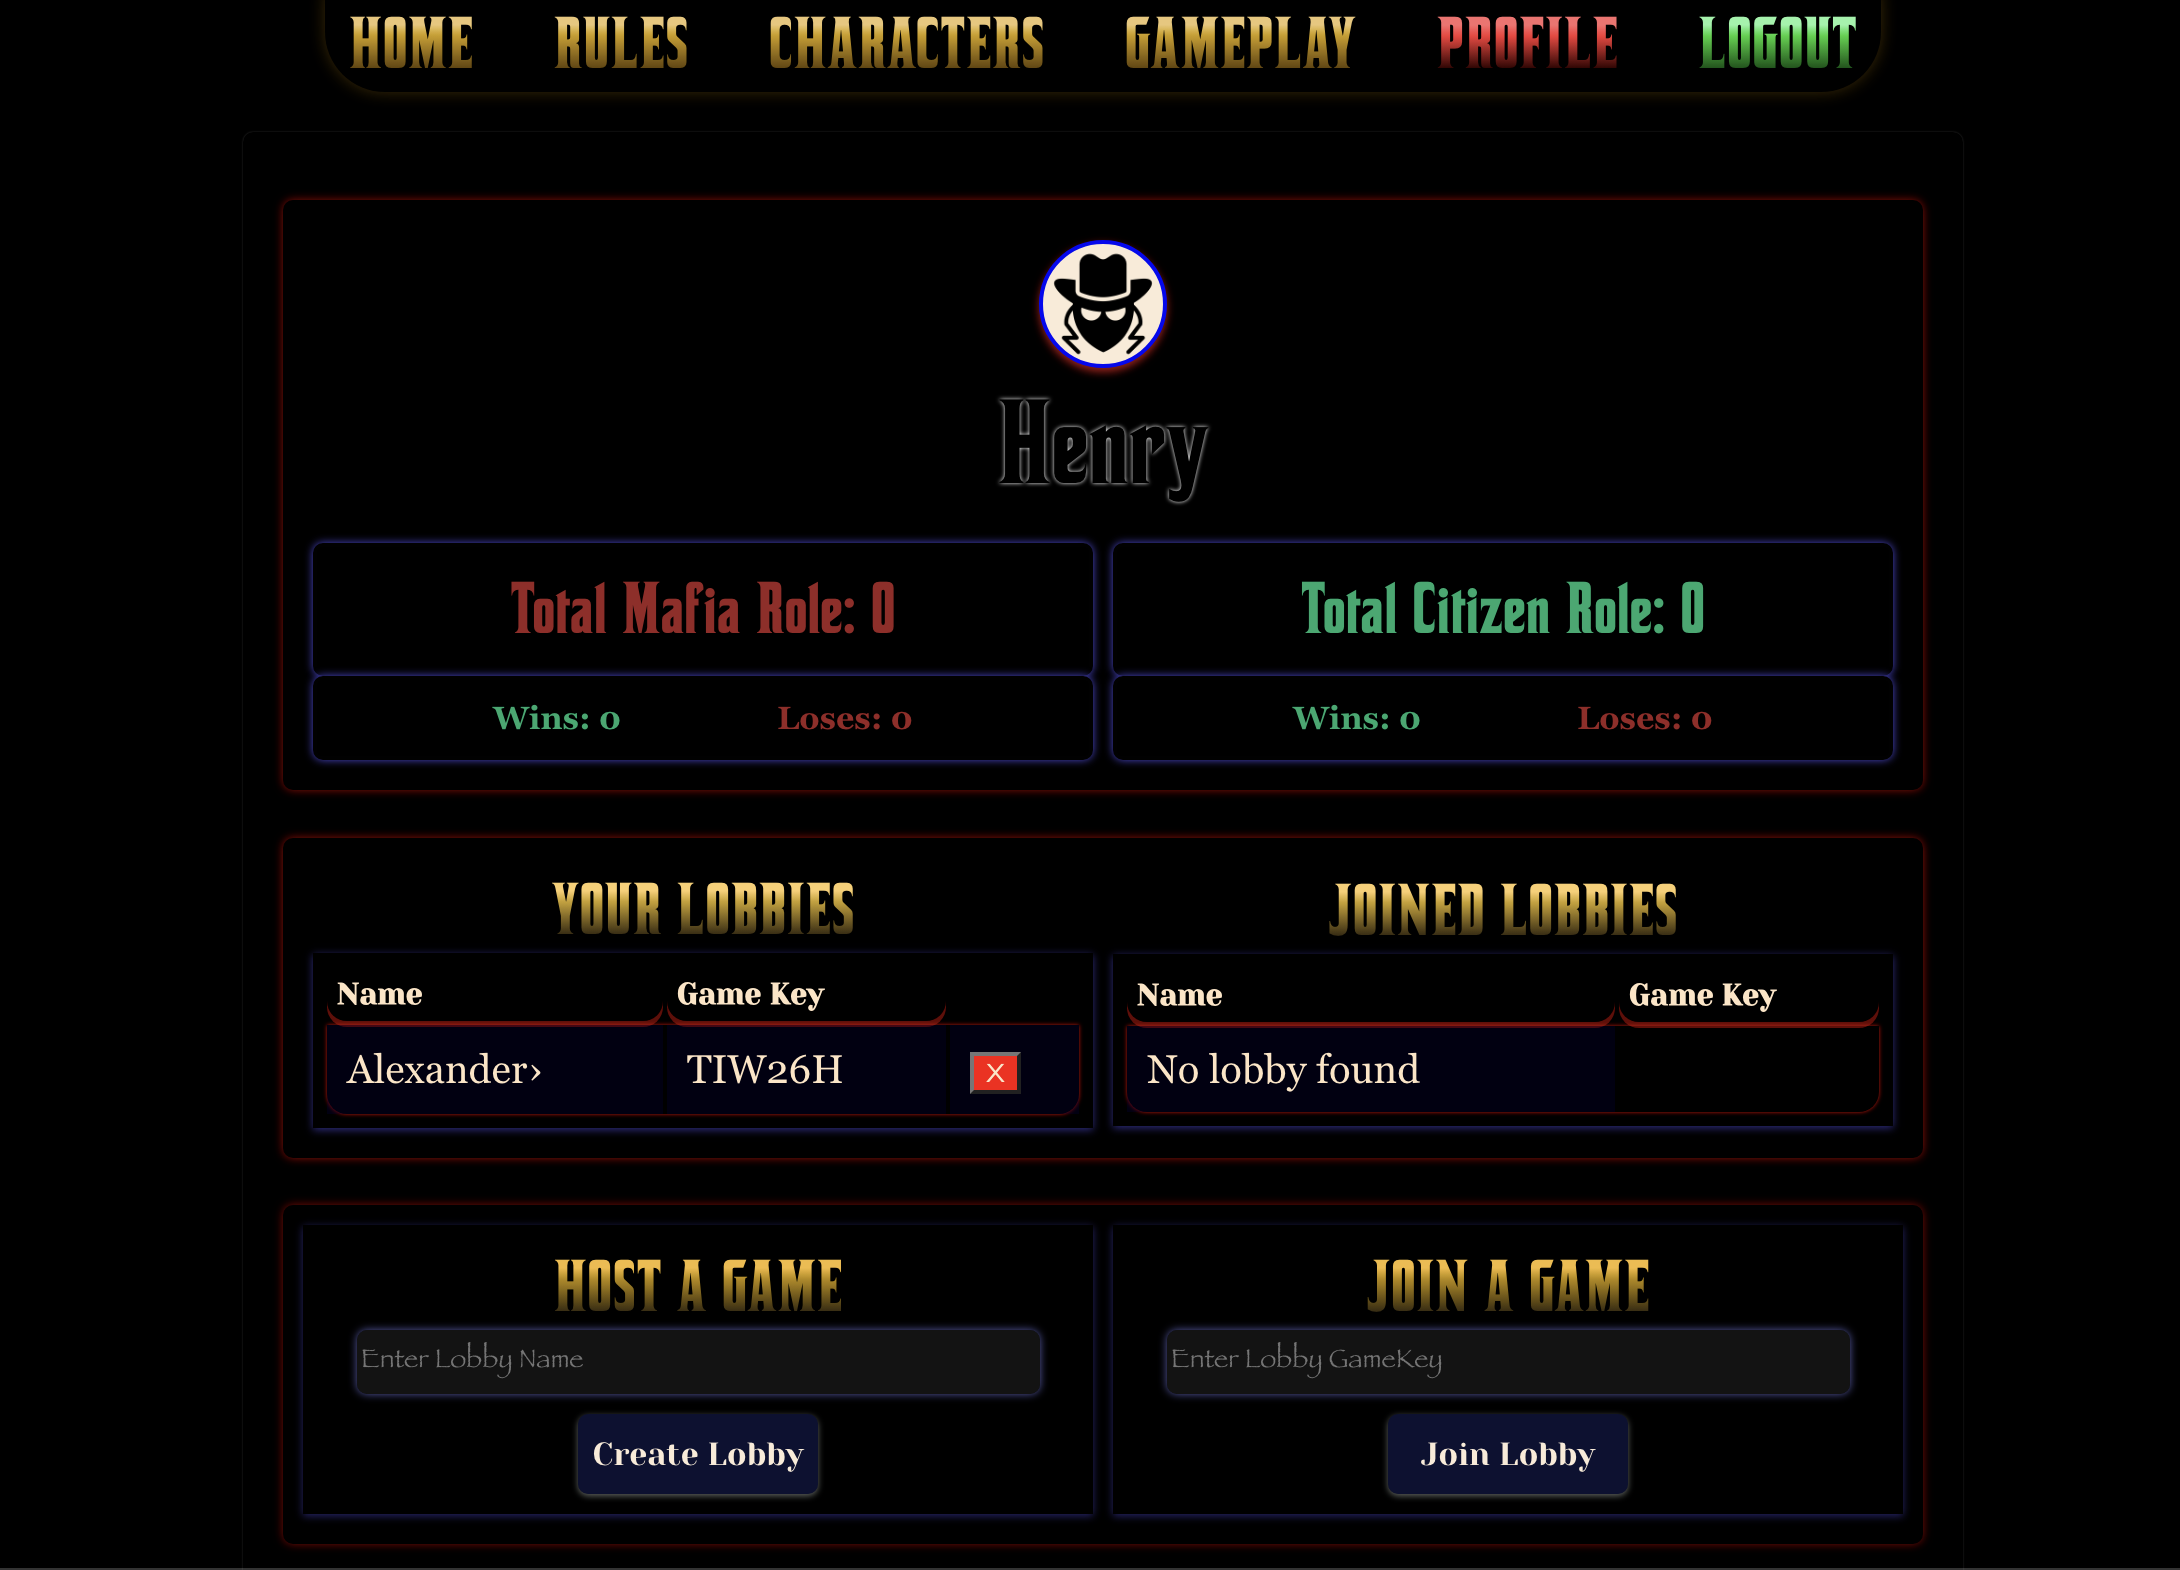 HOME RULES CHARACTERS GAMEPLAY PROFILE LOGOUT
Henry
Total Mafia Role: 0
Wins: 0 Loses: 0
Total Citizen Role: 0
Wins: 0 Loses: 0
YOUR LOBBIES
Name Game Key
Alexander› TIW26H X
JOINED LOBBIES
Name Game Key
No lobby found
HOST A GAME
Enter Lobby Name
Create Lobby
JOIN A GAME
Enter Lobby GameKey
Join Lobby